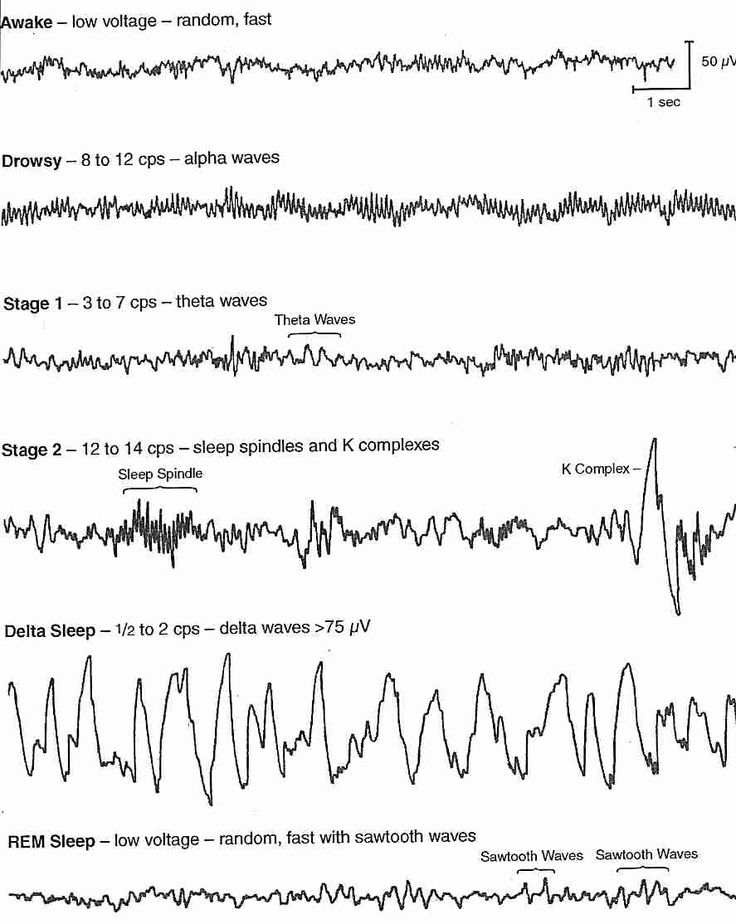 Awake – low voltage – random, fast
50 µV
1 sec
Drowsy – 8 to 12 cps – alpha waves
Stage 1 – 3 to 7 cps – theta waves
Theta Waves
Stage 2 – 12 to 14 cps – sleep spindles and K complexes
Sleep Spindle
K Complex –
Delta Sleep – 1/2 to 2 cps – delta waves >75 µV
REM Sleep – low voltage – random, fast with sawtooth waves
Sawtooth Waves Sawtooth Waves